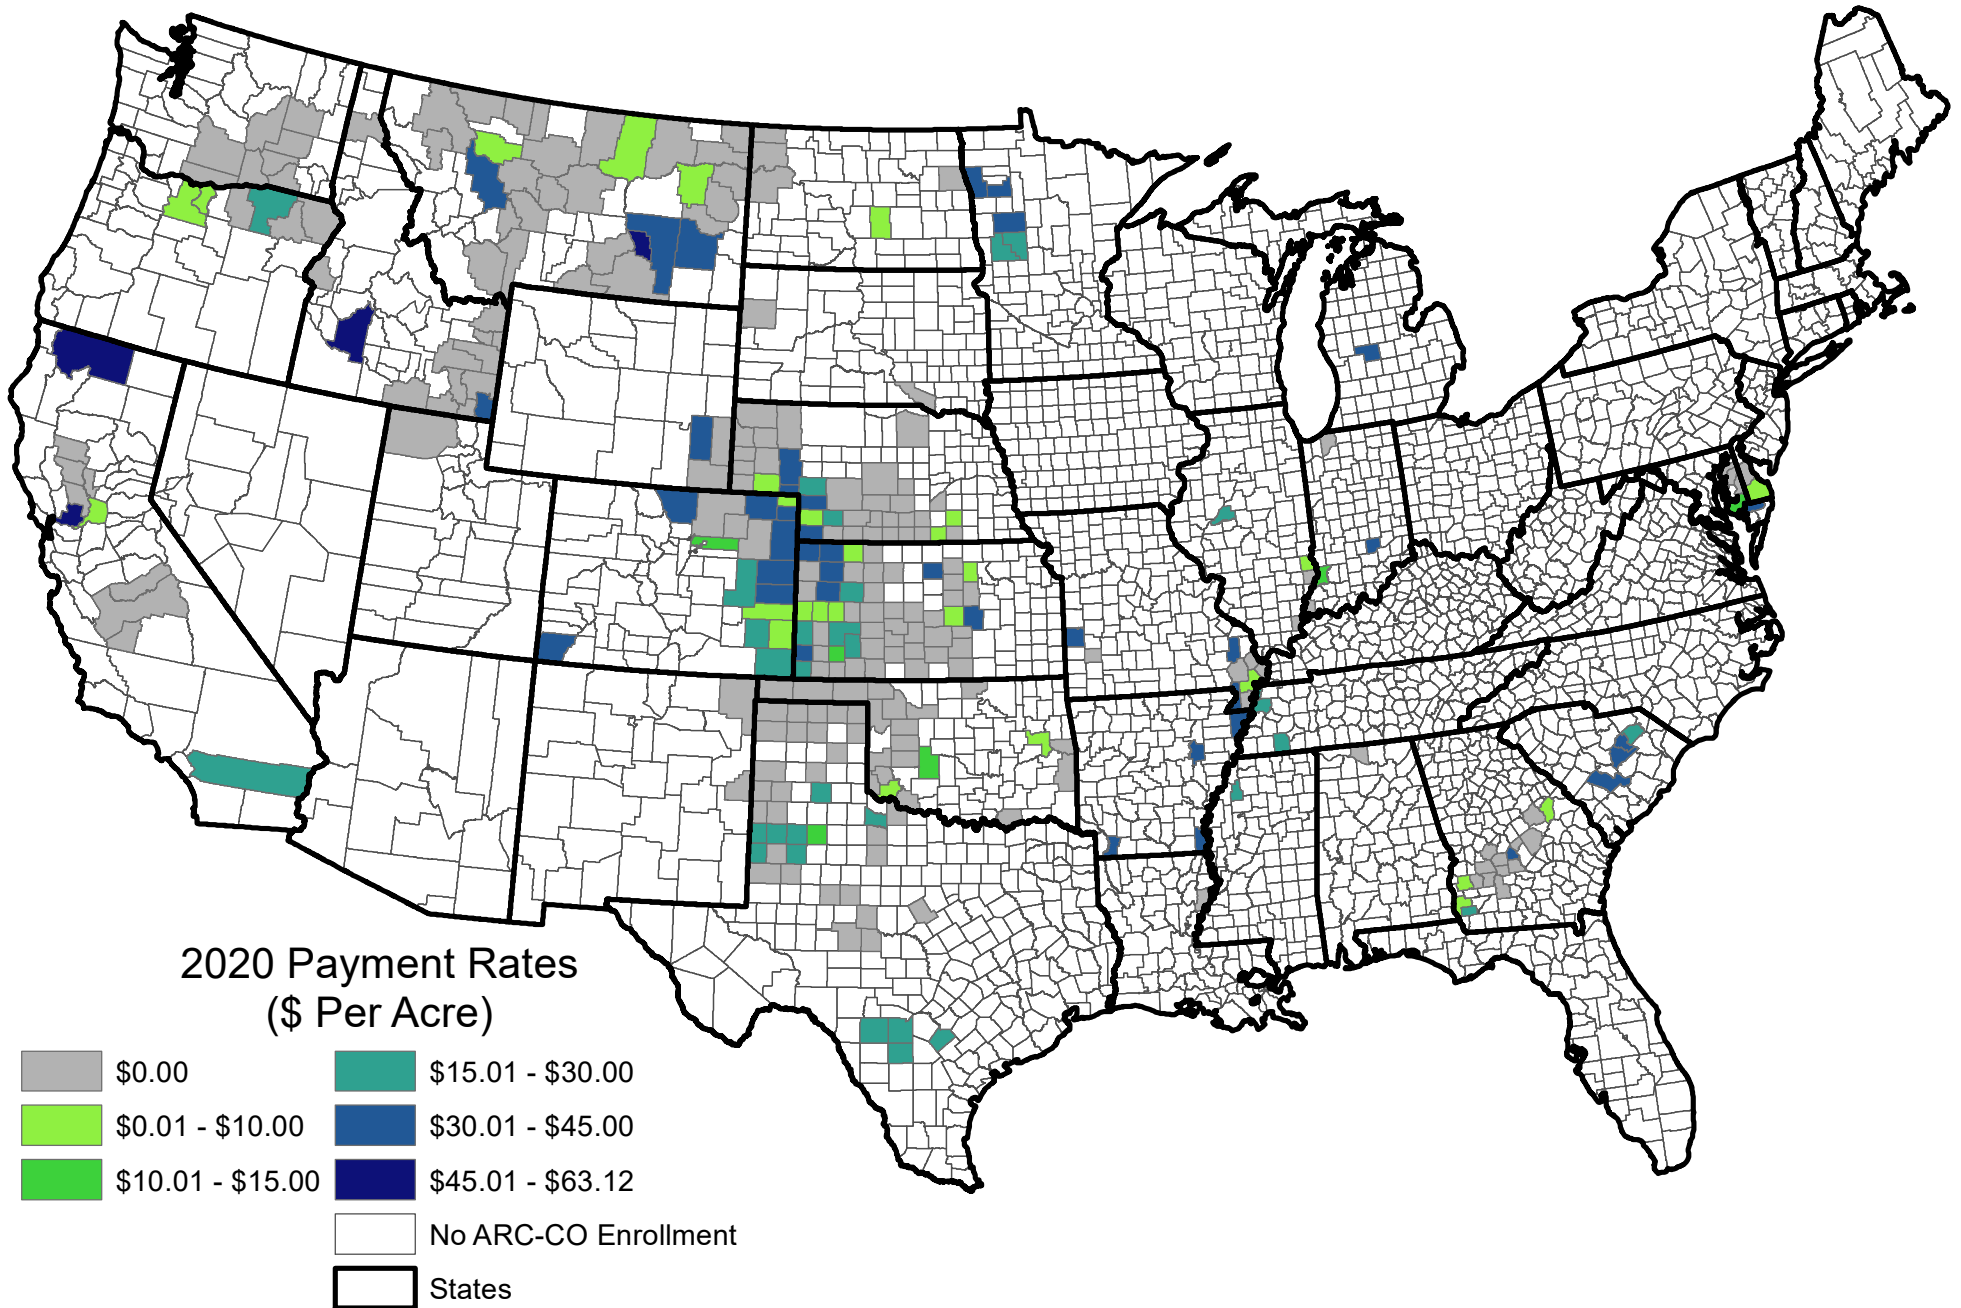 2020 Payment Rates
($ Per Acre)
$0.00
$0.01 - $10.00
$10.01 - $15.00
$15.01 - $30.00
$30.01 - $45.00
$45.01 - $63.12
No ARC-CO Enrollment
States